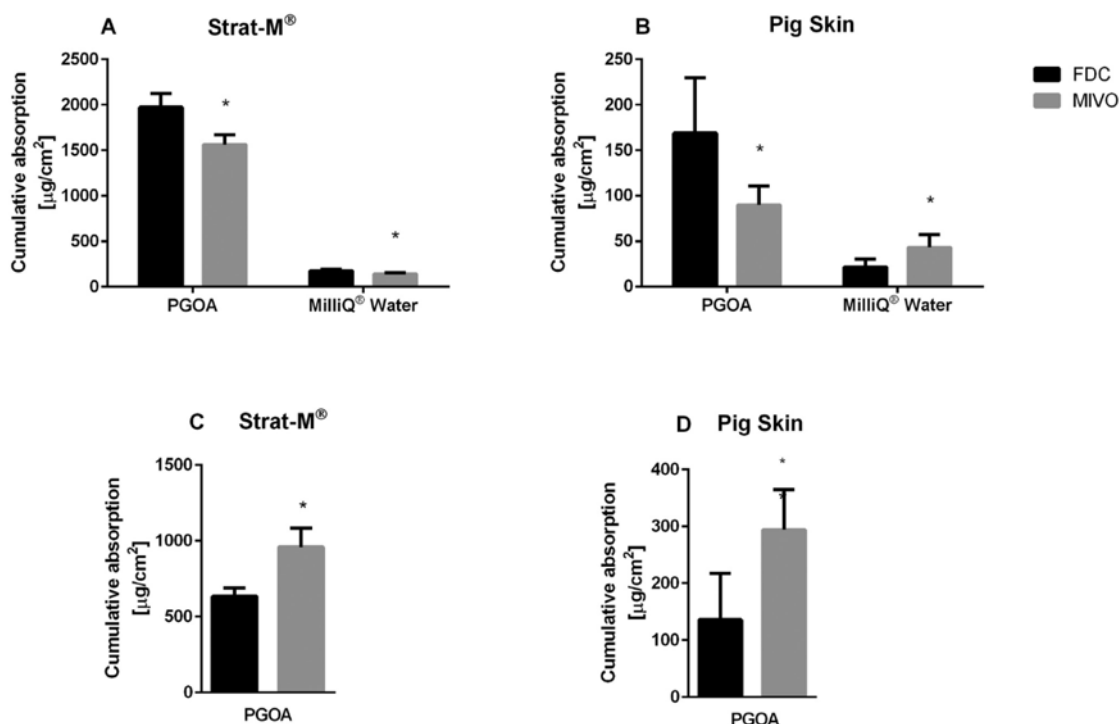 A Strat-M®
Cumulative absorption
[µg/cm²]
2500
2000
1500
1000
500
0
*
*
PGOA
MilliQ® Water
B Pig Skin
Cumulative absorption
[µg/cm²]
250
200
150
100
50
0
*
*
PGOA
MilliQ® Water
FDC
MIVO
C Strat-M®
Cumulative absorption
[µg/cm²]
1500
1000
500
0
*
PGOA
D Pig Skin
Cumulative absorption
[µg/cm²]
400
300
200
100
0
*
*
PGOA